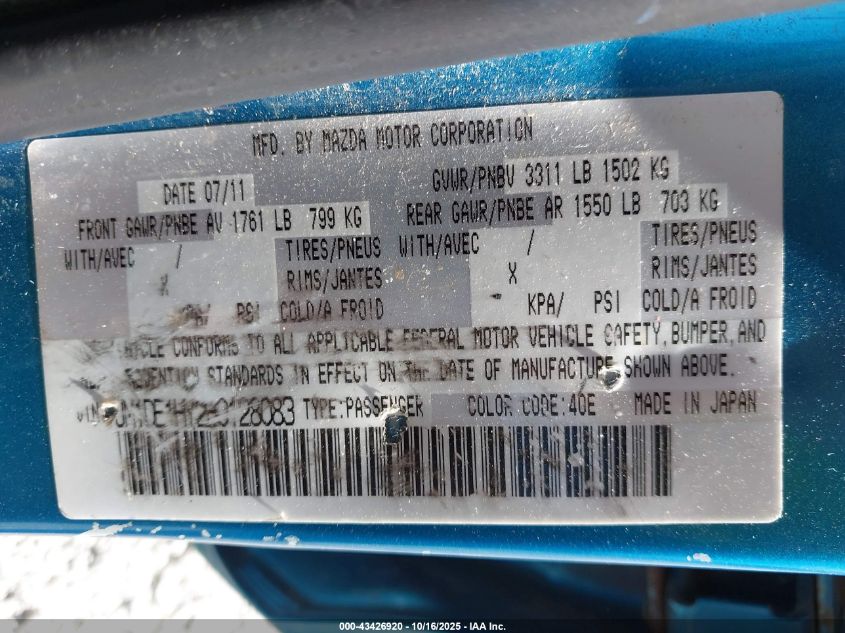 MFD. BY MAZDA MOTOR CORPORATION
DATE 07/11 GVWR/PNBV 3311 LB 1502 KG
FRONT GAWR/PNBE AV 1761 LB 799 KG REAR GAWR/PNBE AR 1550 LB 703 KG
WITH/AVEC / TIRES/PNEUS WITH/AVEC / TIRES/PNEUS
X RIMS/JANTES X RIMS/JANTES
KPA/ PSI COLD/A FROID - KPA/ PSI COLD/A FROID
CONFORMS TO ALL APPLICABLE FEDERAL MOTOR VEHICLE SAFETY, BUMPER, AND
STANDARDS IN EFFECT ON THE DATE OF MANUFACTURE SHOWN ABOVE.
TYPE:PASSENGER COLOR CODE:40E MADE IN JAPAN
000-43426920 - 10/16/2025 - IAA Inc.